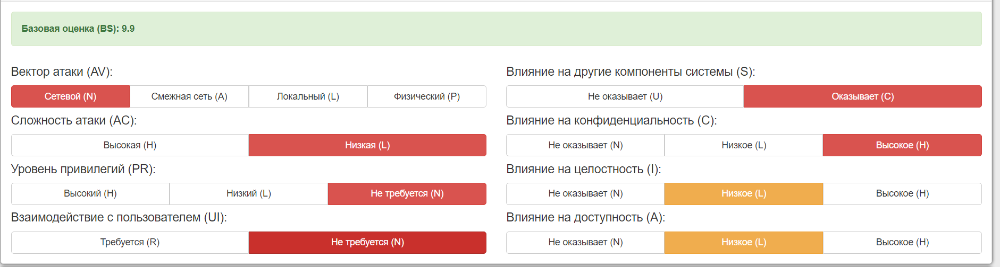 Базовая оценка (BS): 9.9
Вектор атаки (AV):
Сетевой (N) Смежная сеть (A) Локальный (L) Физический (P)
Сложность атаки (AC):
Высокая (H) Низкая (L)
Уровень привилегий (PR):
Высокий (H) Низкий (L) Не требуется (N)
Взаимодействие с пользователем (UI):
Требуется (R) Не требуется (N)
Влияние на другие компоненты системы (S):
Не оказывает (U) Оказывает (C)
Влияние на конфиденциальность (C):
Не оказывает (N) Низкое (L) Высокое (H)
Влияние на целостность (I):
Не оказывает (N) Низкое (L) Высокое (H)
Влияние на доступность (A):
Не оказывает (N) Низкое (L) Высокое (H)